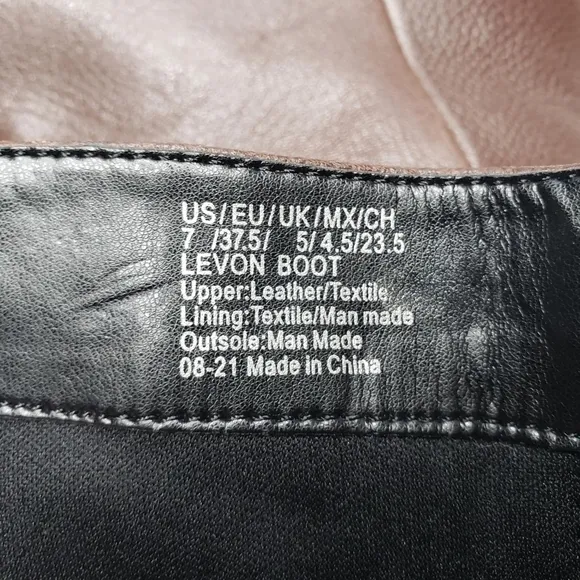 US/EU/UK/MX/CH
7 /37.5/ 5/4.5/23.5
LEVON BOOT
Upper:Leather/Textile
Lining:Textile/Man made
Outsole:Man Made
08-21 Made in China